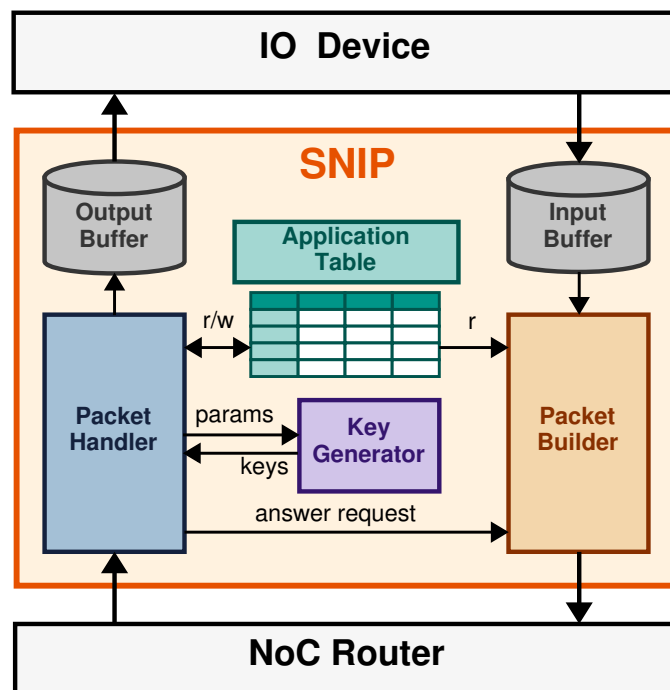 IO Device
SNIP
Output
Buffer
Input
Buffer
Application
Table
r/w
r
Packet
Handler
params
keys
Key
Generator
Packet
Builder
answer request
NoC Router